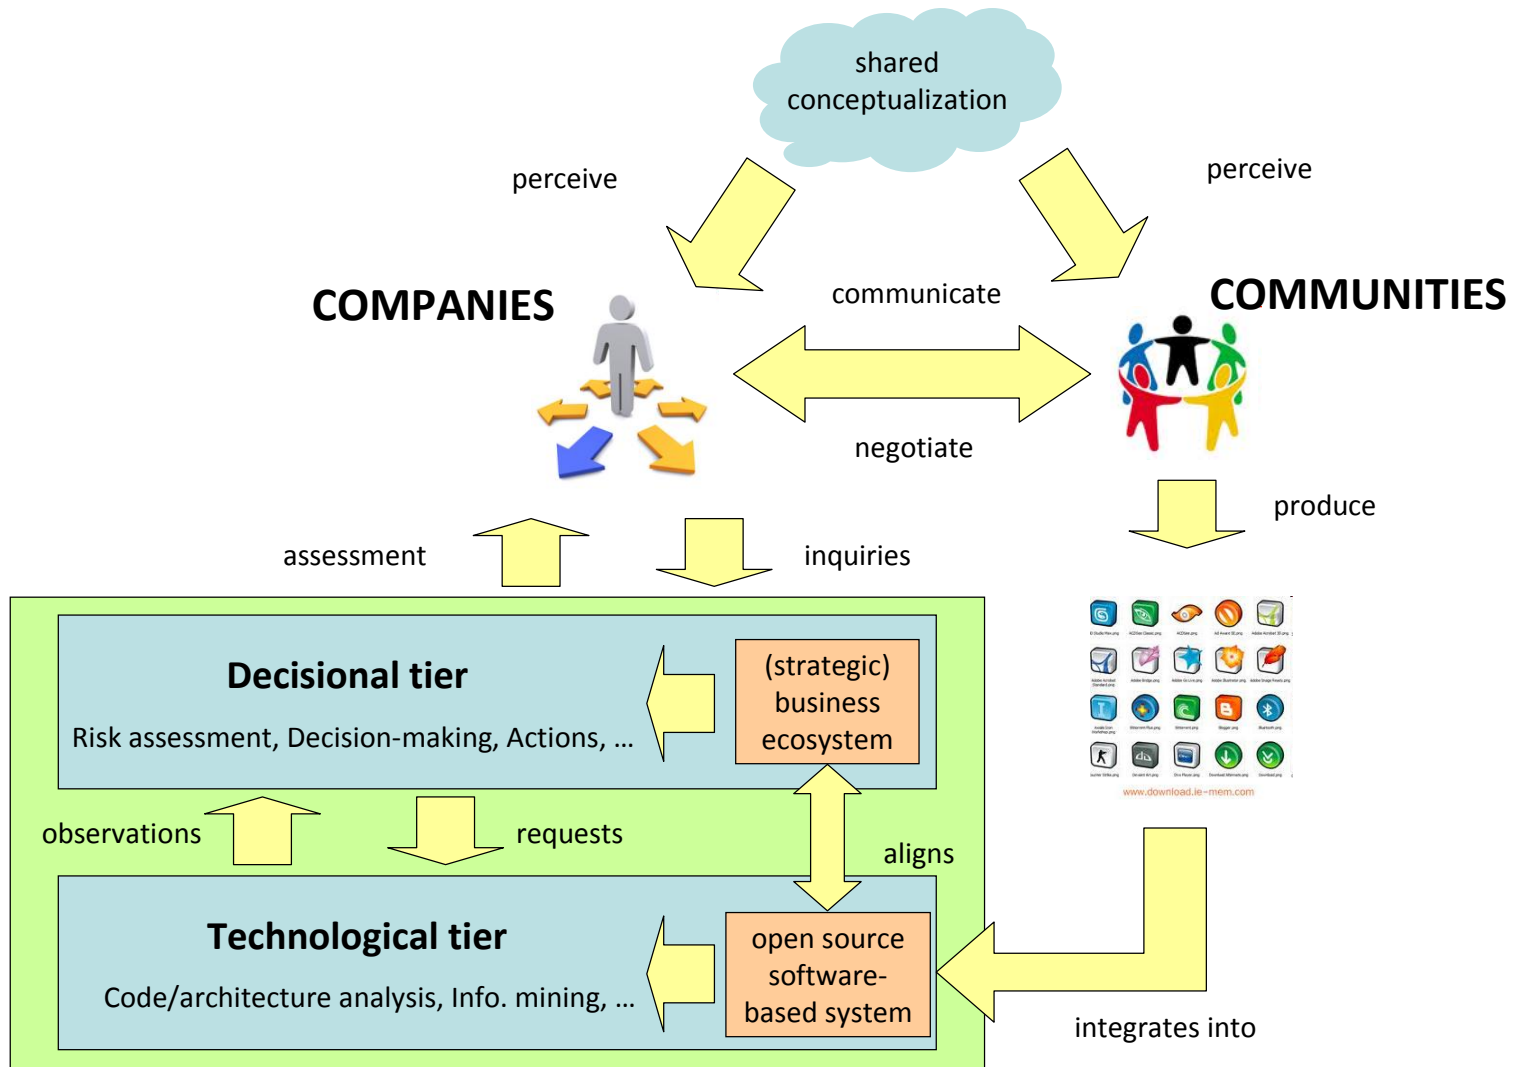 shared
conceptualization
perceive
perceive
COMPANIES
communicate
COMMUNITIES
negotiate
produce
assessment
inquiries
Decisional tier
Risk assessment, Decision-making, Actions, ...
(strategic)
business
ecosystem
www.download.ie-mem.com
observations
requests
aligns
Technological tier
Code/architecture analysis, Info. mining, ...
open source
software-
based system
integrates into